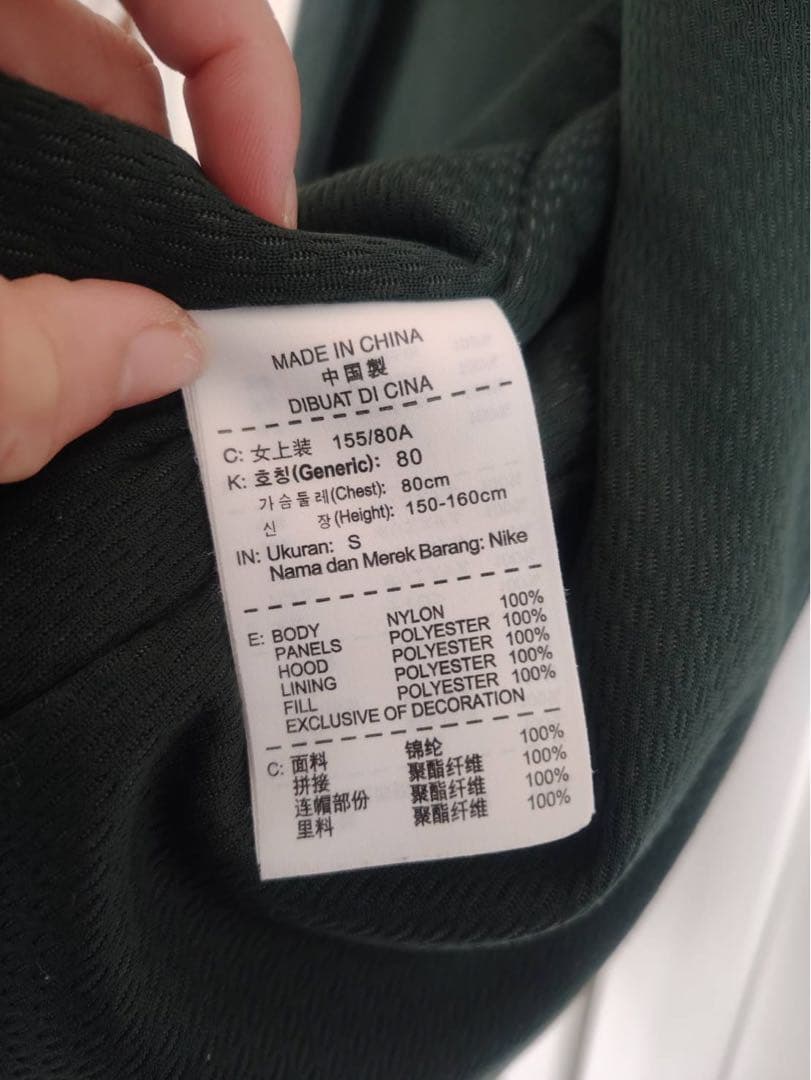 MADE IN CHINA
中国製
DIBUAT DI CINA
C: 女上装 155/80A
K: 호칭(Generic): 80
가슴둘레(Chest): 80cm
신 장(Height): 150-160cm
IN: Ukuran: S
Nama dan Merek Barang: Nike
E: BODY NYLON 100%
PANELS POLYESTER 100%
HOOD POLYESTER 100%
LINING POLYESTER 100%
FILL POLYESTER 100%
EXCLUSIVE OF DECORATION
C: 面料 锦纶 100%
拼接 聚酯纤维 100%
连帽部份 聚酯纤维 100%
里料 聚酯纤维 100%